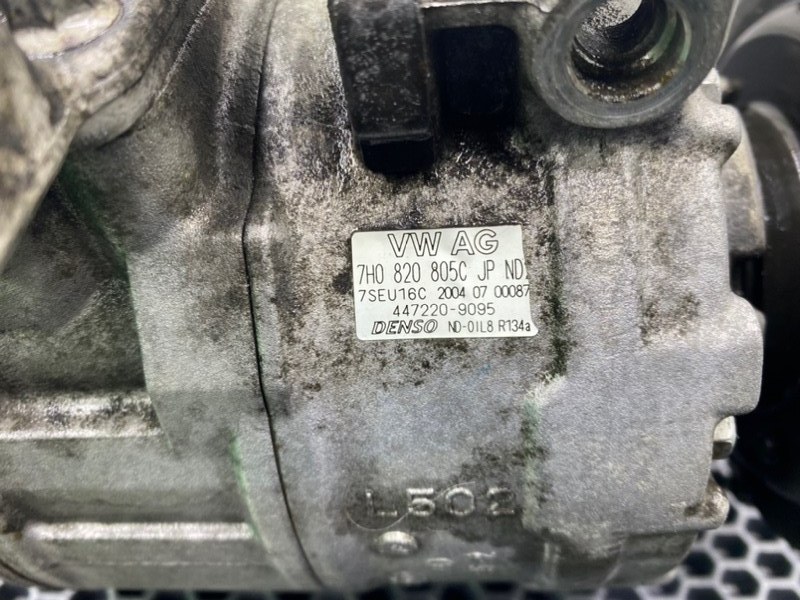 VW AG
7H0 820 805C JP ND
7SEU16C 2004 07 00087
447220-9095
DENSO ND-OIL8 R134a
L502